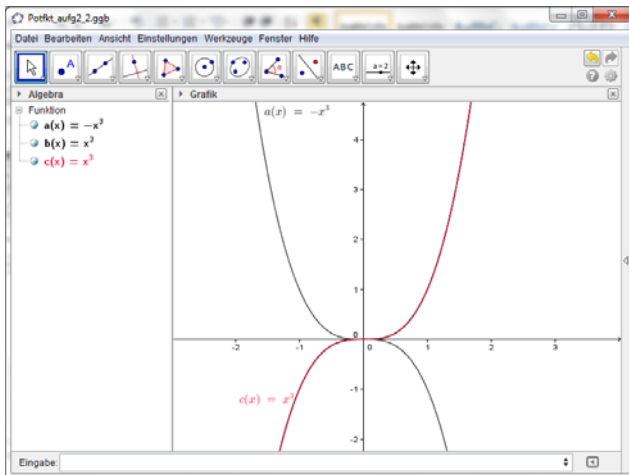 Potfkt_aufg2_2.ggb
Datei Bearbeiten Ansicht Einstellungen Werkzeuge Fenster Hilfe
A
ABC
a=2
Algebra
Grafik
Funktion
a(x) = −x³
b(x) = x³
c(x) = x³
a(x) = −x³
4
3
2
1
0
-2
-1
0
1
2
3
-1
c(x) = x³
-2
Eingabe: